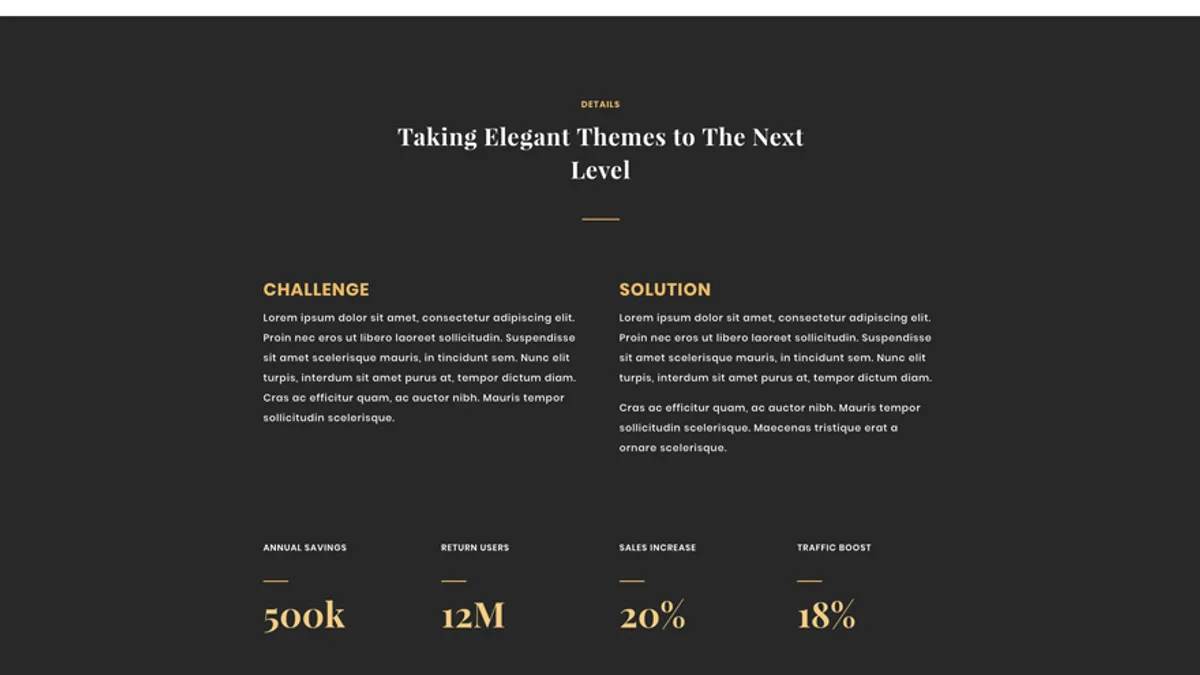 DETAILS
Taking Elegant Themes to The Next
Level
CHALLENGE
Lorem ipsum dolor sit amet, consectetur adipiscing elit.
Proin nec eros ut libero laoreet sollicitudin. Suspendisse
sit amet scelerisque mauris, in tincidunt sem. Nunc elit
turpis, interdum sit amet purus at, tempor dictum diam.
Cras ac efficitur quam, ac auctor nibh. Mauris tempor
sollicitudin scelerisque.
SOLUTION
Lorem ipsum dolor sit amet, consectetur adipiscing elit.
Proin nec eros ut libero laoreet sollicitudin. Suspendisse
sit amet scelerisque mauris, in tincidunt sem. Nunc elit
turpis, interdum sit amet purus at, tempor dictum diam.
Cras ac efficitur quam, ac auctor nibh. Mauris tempor
sollicitudin scelerisque. Maecenas tristique erat a
ornare scelerisque.
ANNUAL SAVINGS
500k
RETURN USERS
12M
SALES INCREASE
20%
TRAFFIC BOOST
18%